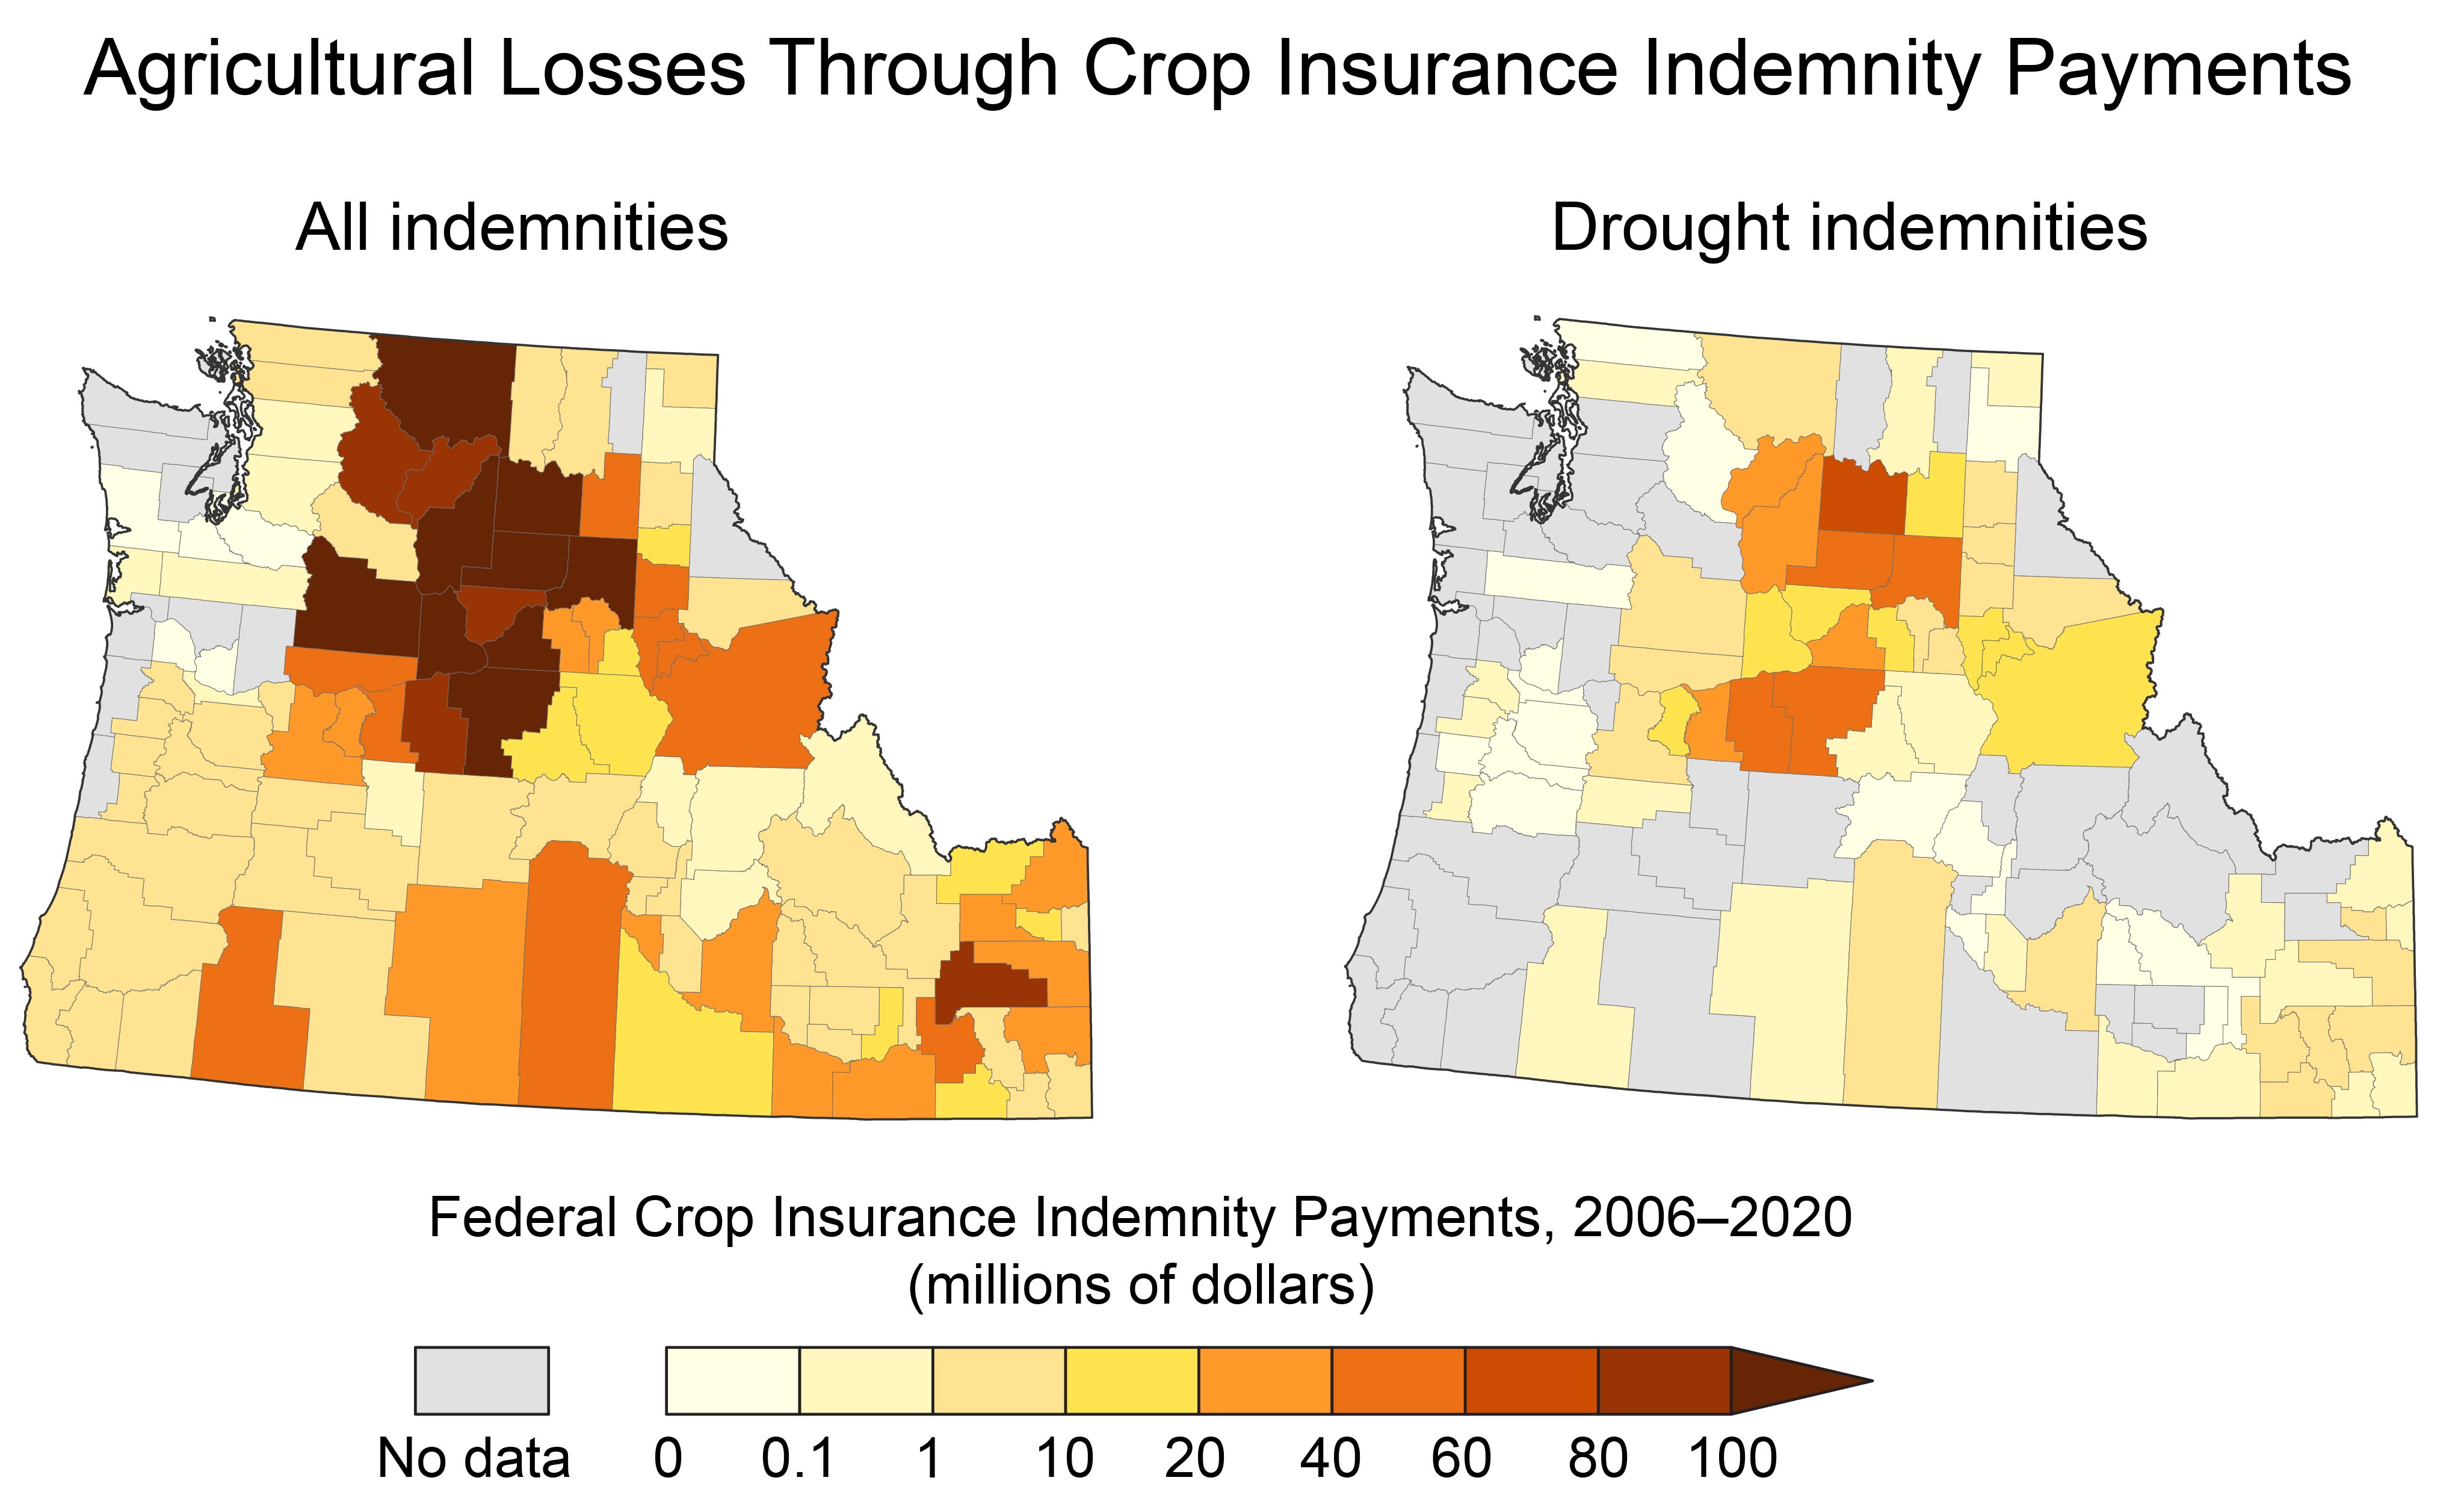 Agricultural Losses Through Crop Insurance Indemnity Payments
All indemnities
Drought indemnities
Federal Crop Insurance Indemnity Payments, 2006–2020
(millions of dollars)
No data
0 0.1 1 10 20 40 60 80 100